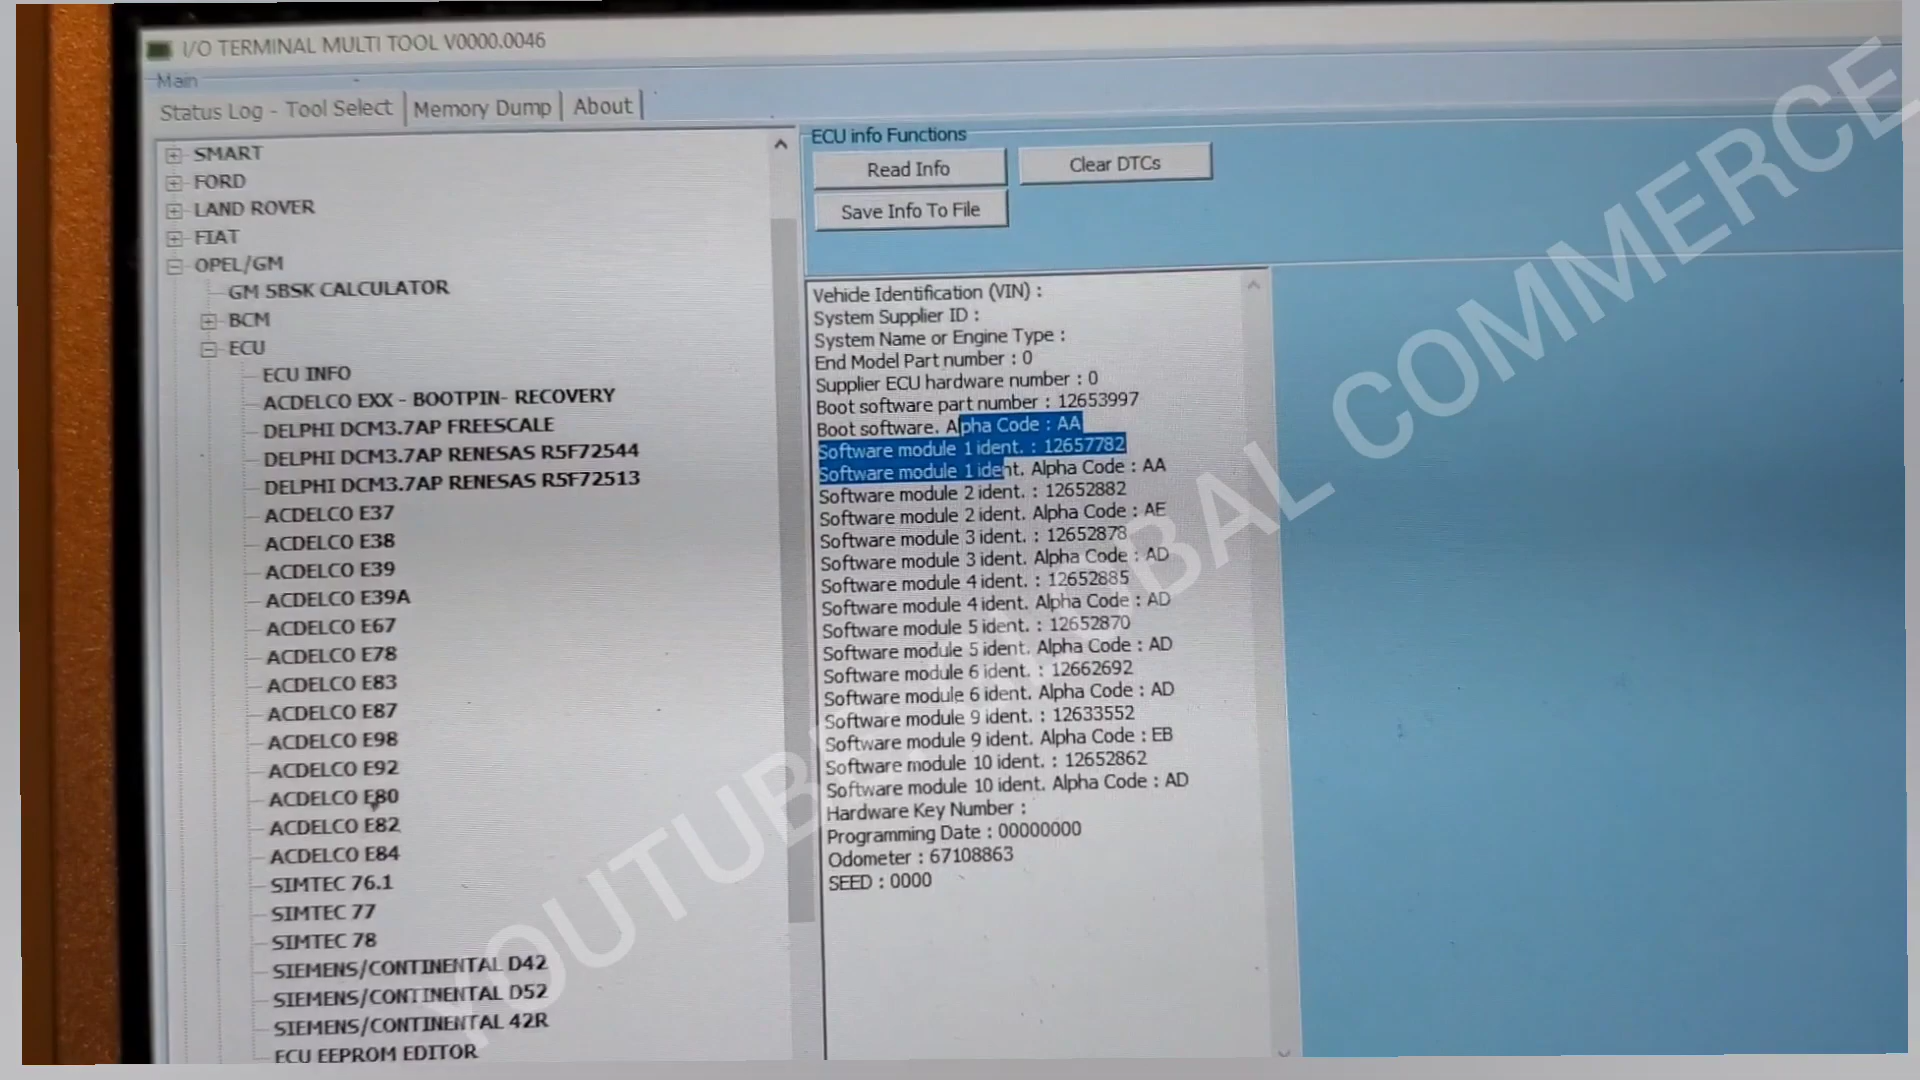 I/O TERMINAL MULTI TOOL V0000.0046
Main
Status Log - Tool Select
Memory Dump
About
SMART
FORD
LAND ROVER
FIAT
OPEL/GM
GM 5BSK CALCULATOR
BCM
ECU
ECU INFO
ACDELCO EXX - BOOTPIN- RECOVERY
DELPHI DCM3.7AP FREESCALE
DELPHI DCM3.7AP RENESAS R5F72544
DELPHI DCM3.7AP RENESAS R5F72513
ACDELCO E37
ACDELCO E38
ACDELCO E39
ACDELCO E39A
ACDELCO E67
ACDELCO E78
ACDELCO E83
ACDELCO E87
ACDELCO E98
ACDELCO E92
ACDELCO E80
ACDELCO E82
ACDELCO E84
SIMTEC 76.1
SIMTEC 77
SIMTEC 78
SIEMENS/CONTINENTAL D42
SIEMENS/CONTINENTAL D52
SIEMENS/CONTINENTAL 42R
ECU EEPROM EDITOR
ECU info Functions
Read Info
Clear DTCs
Save Info To File
Vehicle Identification (VIN) :
System Supplier ID :
System Name or Engine Type :
End Model Part number : 0
Supplier ECU hardware number : 0
Boot software part number : 12653997
Boot software. Alpha Code : AA
Software module 1 ident. : 12657782
Software module 1 ident. Alpha Code : AA
Software module 2 ident. : 12652882
Software module 2 ident. Alpha Code : AE
Software module 3 ident. : 12652878
Software module 3 ident. Alpha Code : AD
Software module 4 ident. : 12652885
Software module 4 ident. Alpha Code : AD
Software module 5 ident. : 12652870
Software module 5 ident. Alpha Code : AD
Software module 6 ident. : 12662692
Software module 6 ident. Alpha Code : AD
Software module 9 ident. : 12633552
Software module 9 ident. Alpha Code : EB
Software module 10 ident. : 12652862
Software module 10 ident. Alpha Code : AD
Hardware Key Number :
Programming Date : 00000000
Odometer : 67108863
SEED : 0000
YOUTUBE GLOBAL COMMERCE